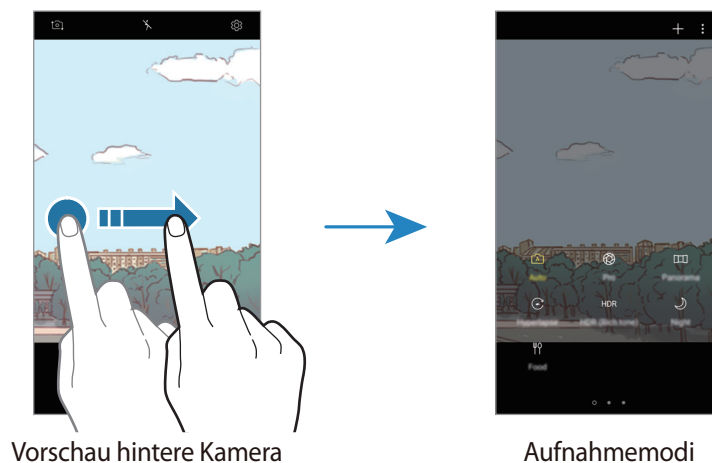 Auto
Pro
Panorama
Hyperlapse
HDR
HDR (Rich tone)
Night
Food
Vorschau hintere Kamera
Aufnahmemodi